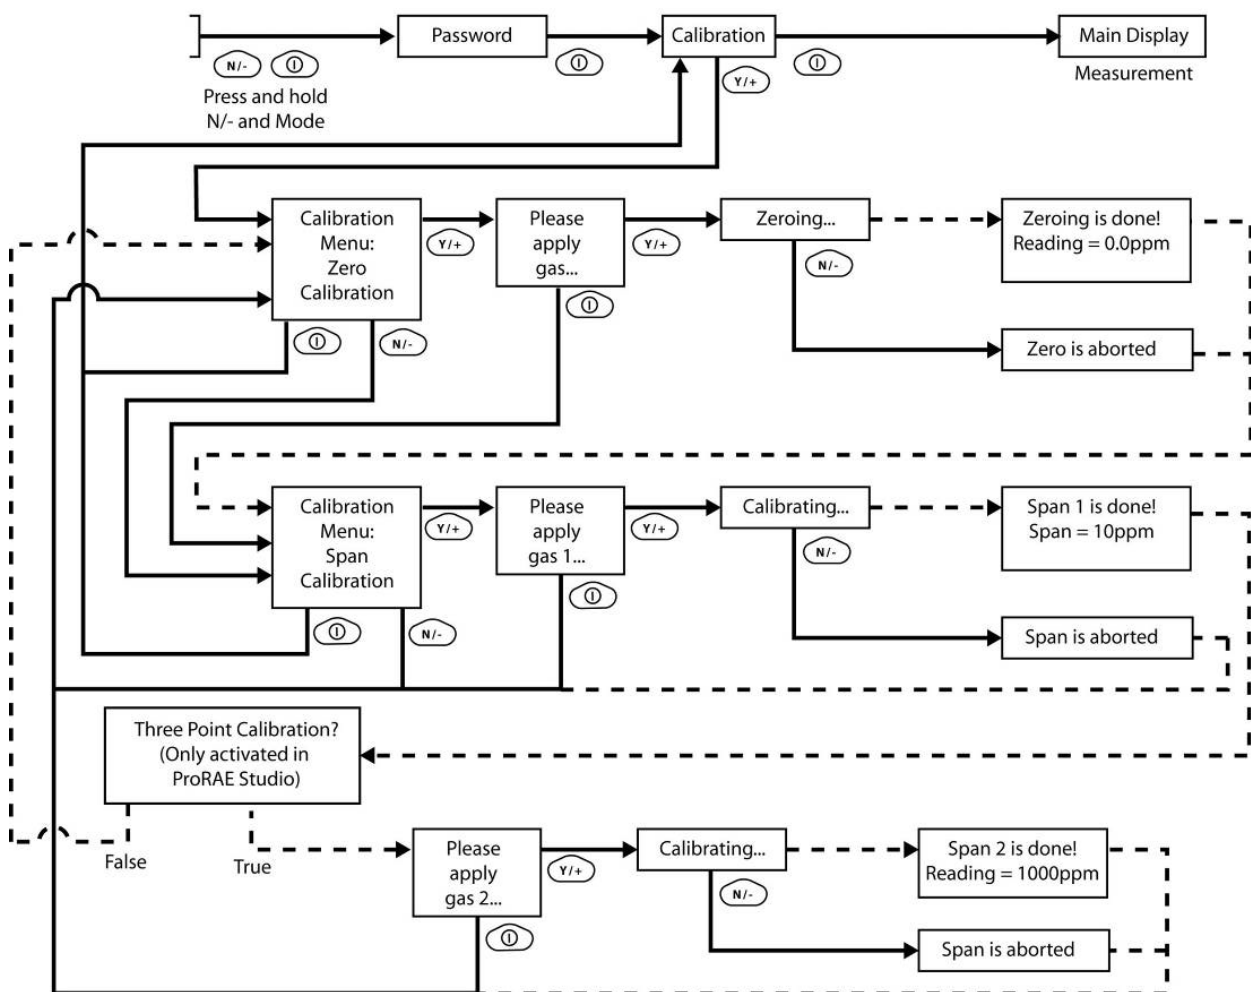 Password
Calibration
Main Display
N/-
Y/+
Measurement
Press and hold
N/- and Mode
Calibration
Menu:
Zero
Calibration
Y/+
Please
apply
gas...
Y/+
Zeroing...
N/-
Zeroing is done!
Reading = 0.0ppm
N/-
Zero is aborted
Calibration
Menu:
Span
Calibration
Y/+
Please
apply
gas 1...
Y/+
Calibrating...
N/-
Span 1 is done!
Span = 10ppm
N/-
Span is aborted
Three Point Calibration?
(Only activated in
ProRAE Studio)
False
True
Please
apply
gas 2...
Y/+
Calibrating...
N/-
Span 2 is done!
Reading = 1000ppm
Span is aborted